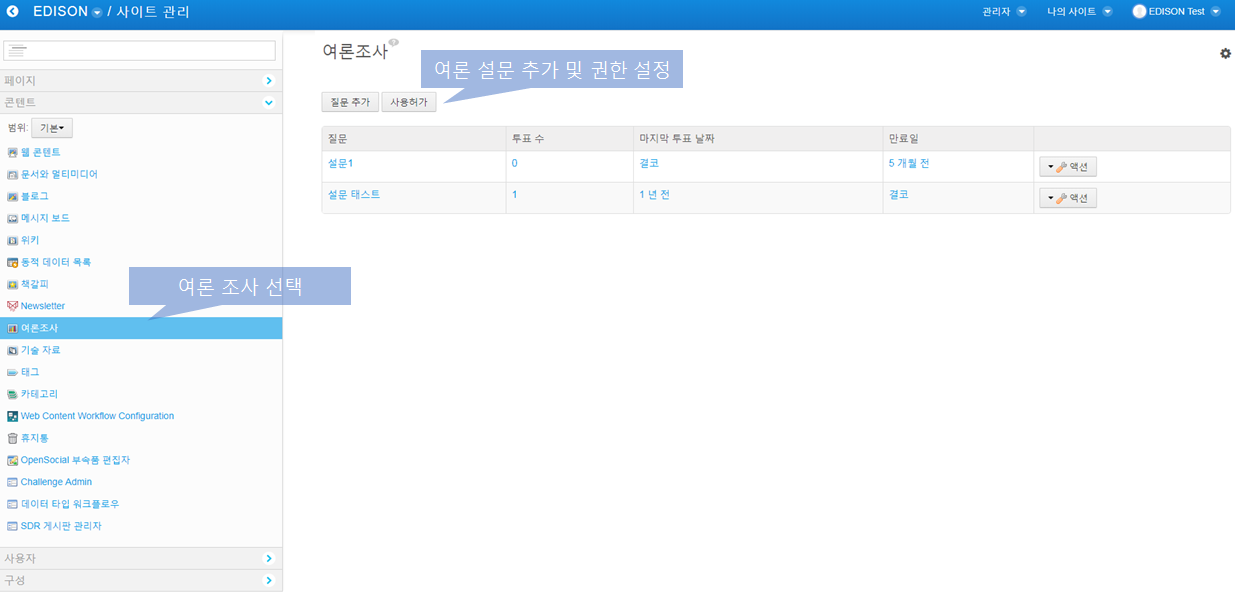 EDISON / 사이트 관리
관리자 나의 사이트 EDISON Test
페이지
콘텐트
범위: 기본
웹 콘텐트
문서와 멀티미디어
블로그
메시지 보드
위키
동적 데이터 목록
책갈피
Newsletter
여론조사
기술 자료
태그
카테고리
Web Content Workflow Configuration
휴지통
OpenSocial 부속품 편집자
Challenge Admin
데이터 타입 워크플로우
SDR 게시판 관리자
사용자
구성
여론 조사 선택
여론조사 ?
여론 설문 추가 및 권한 설정
질문 추가 사용허가
질문 투표 수 마지막 투표 날짜 만료일
설문1 0 결코 5 개월 전 액션
설문 태스트 1 1 년 전 결코 액션